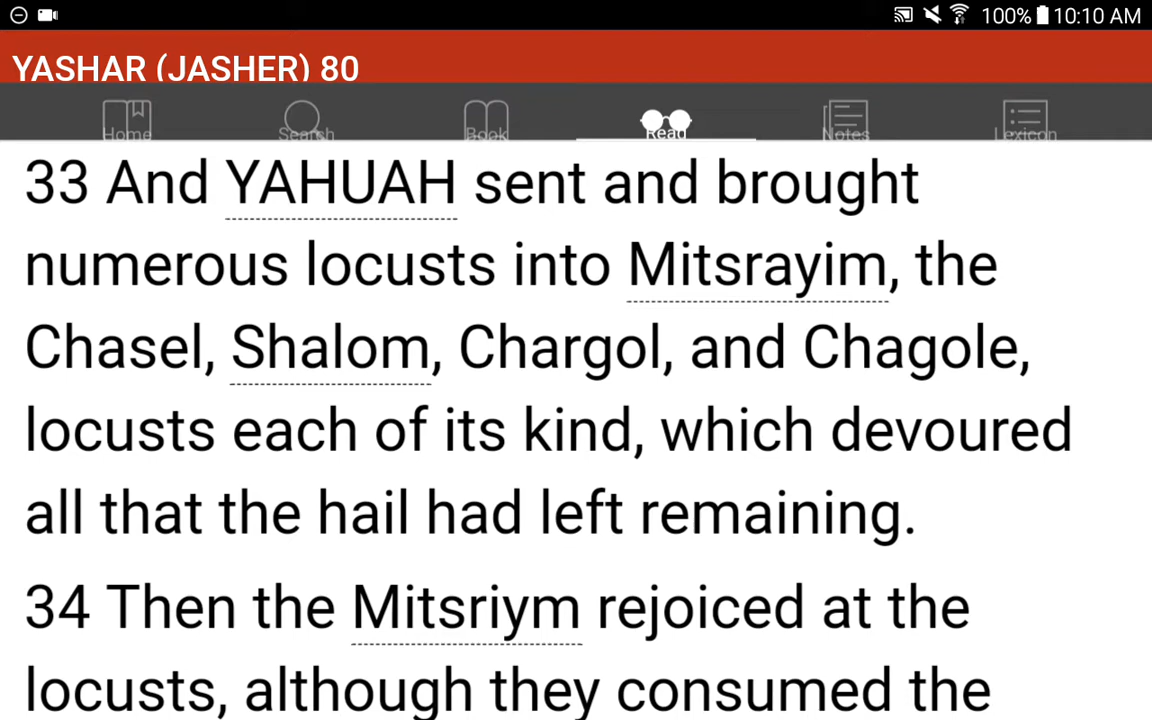 100% 10:10 AM
YASHAR (JASHER) 80
Home Search Book Read Notes Lexicon
33 And YAHUAH sent and brought
numerous locusts into Mitsrayim, the
Chasel, Shalom, Chargol, and Chagole,
locusts each of its kind, which devoured
all that the hail had left remaining.
34 Then the Mitsriym rejoiced at the
locusts, although they consumed the